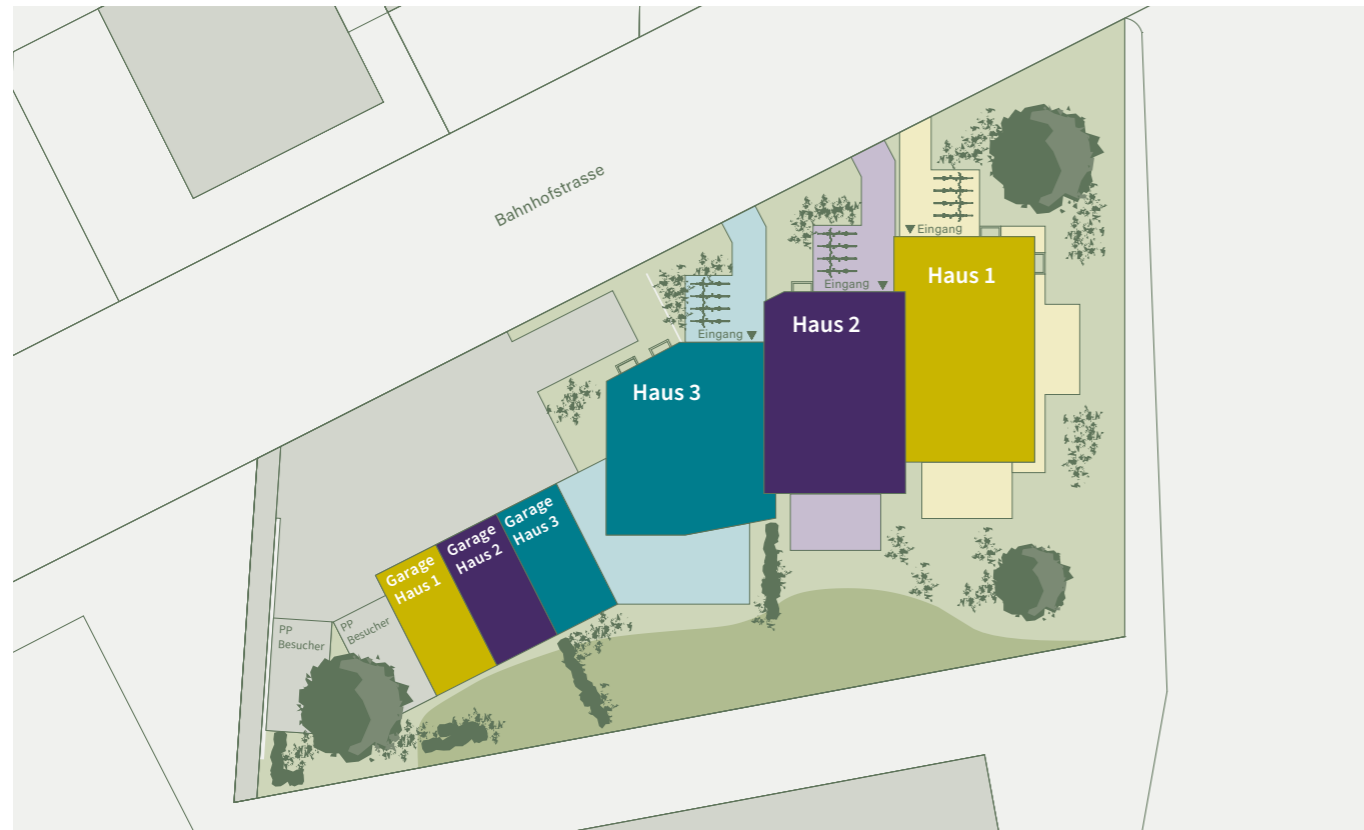 Bahnhofstrasse
Eingang
Haus 1
Eingang
Haus 2
Eingang
Haus 3
Garage
Haus 3
Garage
Haus 2
Garage
Haus 1
PP
Besucher
PP
Besucher